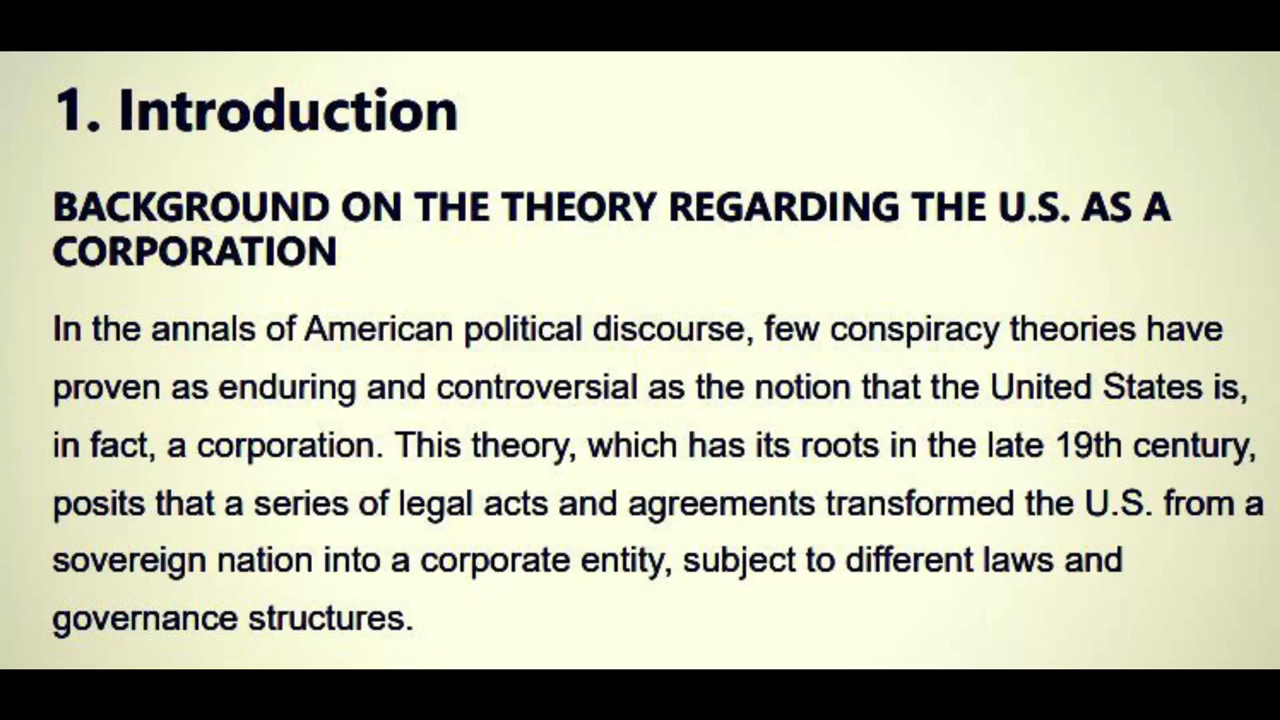 1. Introduction
BACKGROUND ON THE THEORY REGARDING THE U.S. AS A
CORPORATION
In the annals of American political discourse, few conspiracy theories have
proven as enduring and controversial as the notion that the United States is,
in fact, a corporation. This theory, which has its roots in the late 19th century,
posits that a series of legal acts and agreements transformed the U.S. from a
sovereign nation into a corporate entity, subject to different laws and
governance structures.